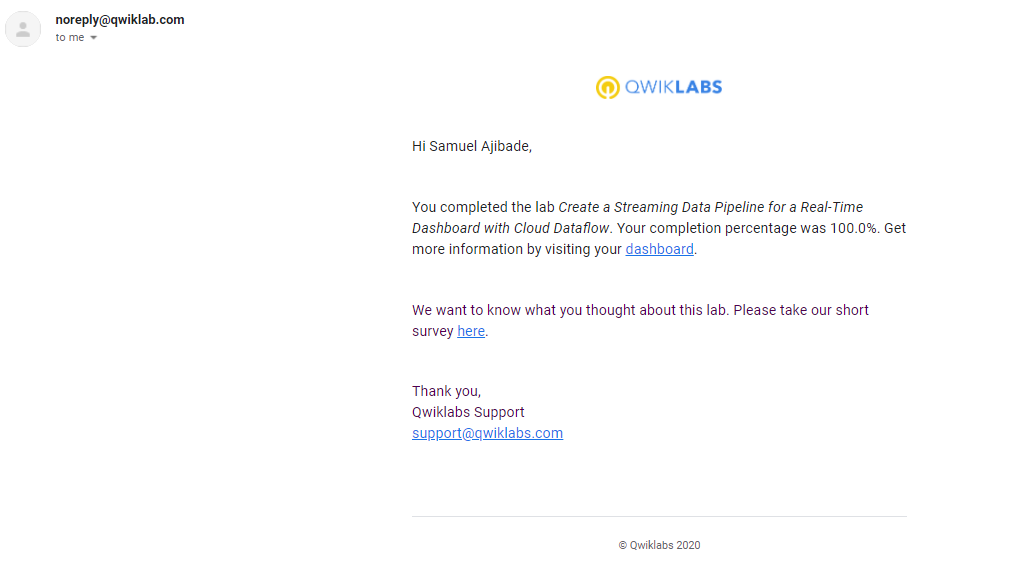 noreply@qwiklab.com
to me
QWIKLABS
Hi Samuel Ajibade,
You completed the lab Create a Streaming Data Pipeline for a Real-Time
Dashboard with Cloud Dataflow. Your completion percentage was 100.0%. Get
more information by visiting your dashboard.
We want to know what you thought about this lab. Please take our short
survey here.
Thank you,
Qwiklabs Support
support@qwiklabs.com
© Qwiklabs 2020